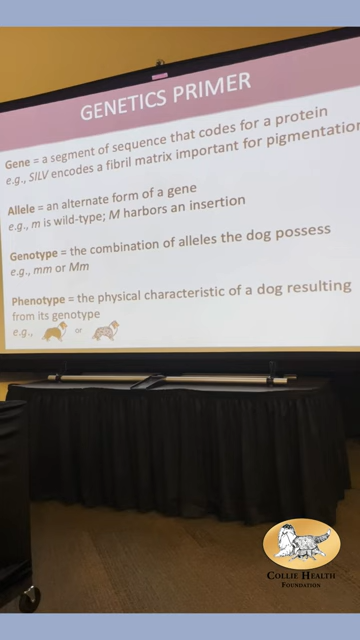 GENETICS PRIMER
Gene = a segment of sequence that codes for a protein
e.g., SILV encodes a fibril matrix important for pigmentation
Allele = an alternate form of a gene
e.g., m is wild-type; M harbors an insertion
Genotype = the combination of alleles the dog possess
e.g., mm or Mm
Phenotype = the physical characteristic of a dog resulting
from its genotype
e.g., or
COLLIE HEALTH
FOUNDATION